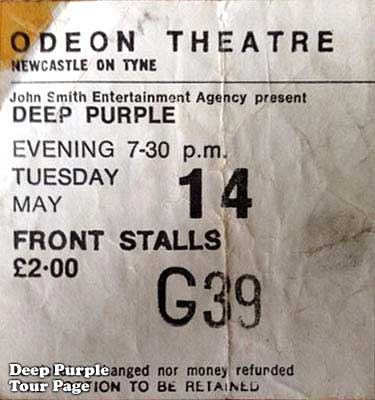 ODEON THEATRE
NEWCASTLE ON TYNE
John Smith Entertainment Agency present
DEEP PURPLE
EVENING 7-30 p.m.
TUESDAY 14
MAY
FRONT STALLS
£2·00
G39
anged nor money refunded
ION TO BE RETAINED
Deep Purple
Tour Page